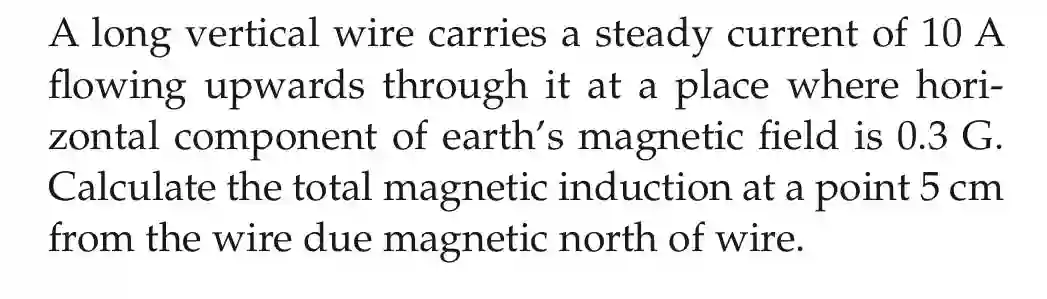 A long vertical wire carries a steady current of 10 A
flowing upwards through it at a place where hori-
zontal component of earth’s magnetic field is 0.3 G.
Calculate the total magnetic induction at a point 5 cm
from the wire due magnetic north of wire.